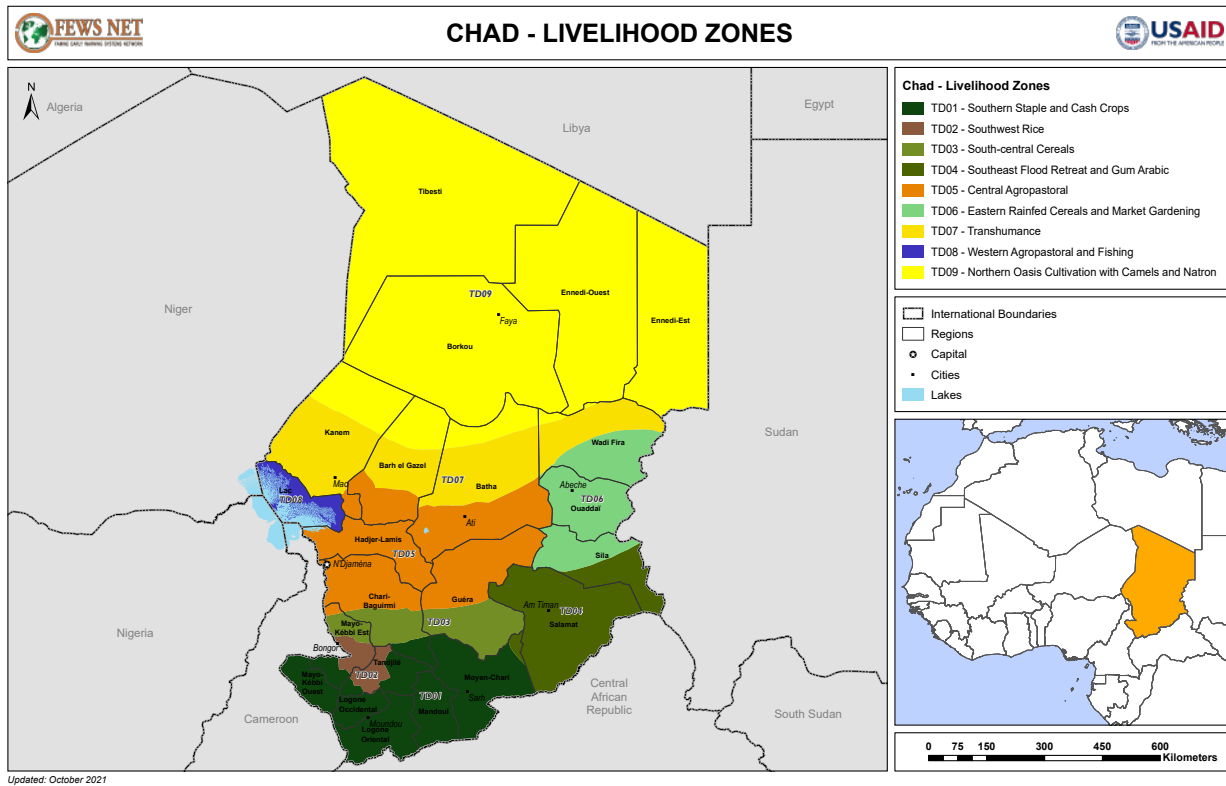 FEWS NET
FAMINE EARLY WARNING SYSTEMS NETWORK
CHAD - LIVELIHOOD ZONES
USAID
FROM THE AMERICAN PEOPLE
N
Algeria
Libya
Egypt
Niger
Sudan
Nigeria
Cameroon
Central
African
Republic
South Sudan
Tibesti
Ennedi-Ouest
Ennedi-Est
TD09
Faya
Borkou
Kanem
Wadi Fira
Barh el Gazel
TD07
Batha
Mao
Lac
TD08
Abeche
TD06
Ouaddaï
Ati
Hadjer-Lamis
TD05
Sila
N'Djaména
Chari-
Baguirmi
Guéra
Am Timan
TD04
Salamat
Mayo-
Kébbi Est
TD03
Bongor
Tandjilé
TD02
Mayo-
Kébbi
Ouest
Moyen-Chari
TD01
Sarh
Logone
Occidental
Mandoul
Moundou
Logone
Oriental
Chad - Livelihood Zones
TD01 - Southern Staple and Cash Crops
TD02 - Southwest Rice
TD03 - South-central Cereals
TD04 - Southeast Flood Retreat and Gum Arabic
TD05 - Central Agropastoral
TD06 - Eastern Rainfed Cereals and Market Gardening
TD07 - Transhumance
TD08 - Western Agropastoral and Fishing
TD09 - Northern Oasis Cultivation with Camels and Natron
International Boundaries
Regions
Capital
Cities
Lakes
0 75 150 300 450 600
Kilometers
Updated: October 2021